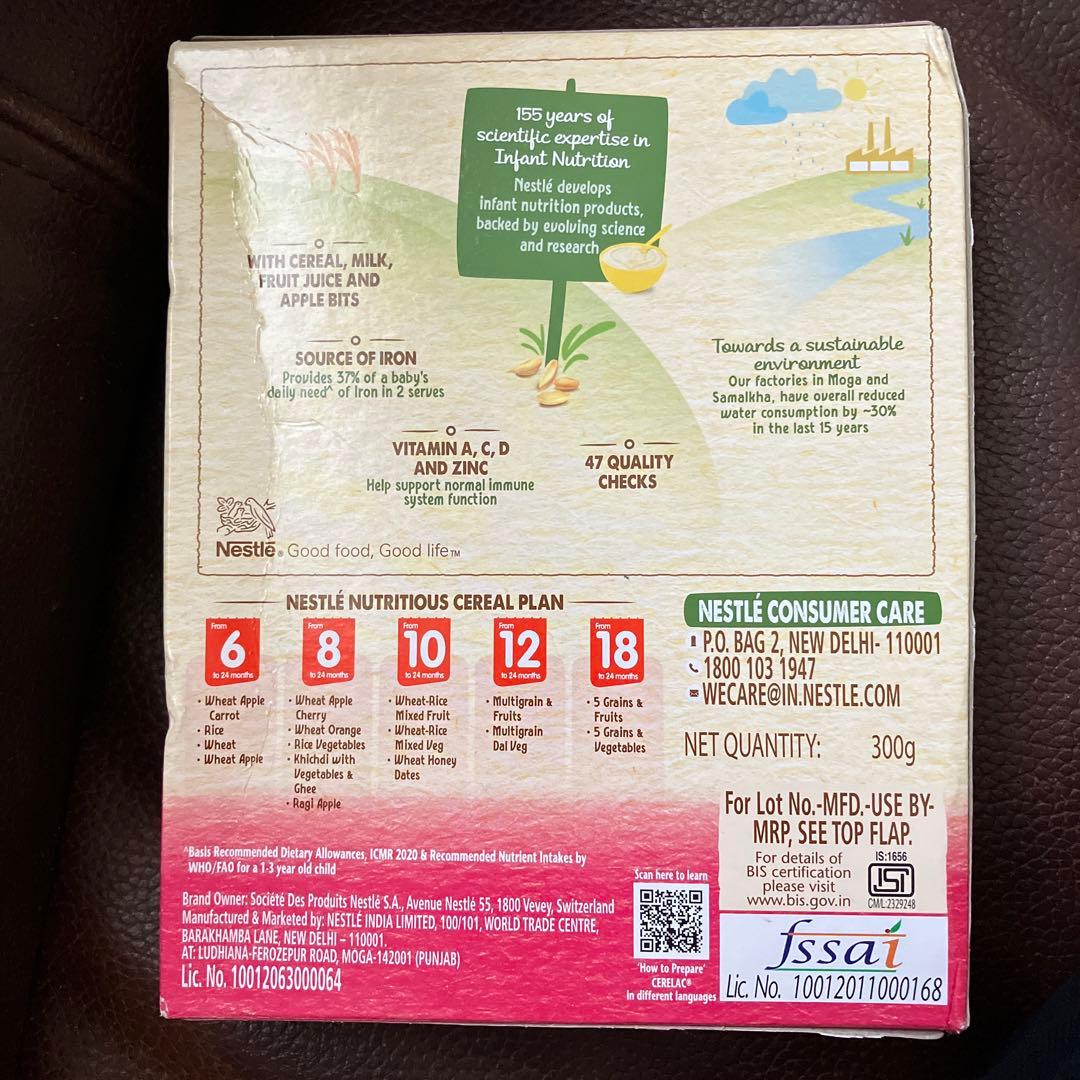 155 years of
scientific expertise in
Infant Nutrition
Nestlé develops
infant nutrition products,
backed by evolving science
and research
WITH CEREAL, MILK,
FRUIT JUICE AND
APPLE BITS
SOURCE OF IRON
Provides 37% of a baby's
daily need^ of Iron in 2 serves
VITAMIN A, C, D
AND ZINC
Help support normal immune
system function
47 QUALITY
CHECKS
Towards a sustainable
environment
Our factories in Moga and
Samalkha, have overall reduced
water consumption by ~30%
in the last 15 years
Nestlé® Good food, Good life™
NESTLÉ NUTRITIOUS CEREAL PLAN
From
6
to 24 months
• Wheat Apple
Carrot
• Rice
• Wheat
• Wheat Apple
From
8
to 24 months
• Wheat Apple
Cherry
• Wheat Orange
• Rice Vegetables
• Khichdi with
Vegetables &
Ghee
• Ragi Apple
From
10
to 24 months
• Wheat-Rice
Mixed Fruit
• Wheat-Rice
Mixed Veg
• Wheat Honey
Dates
From
12
to 24 months
• Multigrain &
Fruits
• Multigrain
Dal Veg
From
18
to 24 months
• 5 Grains &
Fruits
• 5 Grains &
Vegetables
NESTLÉ CONSUMER CARE
P.O. BAG 2, NEW DELHI- 110001
1800 103 1947
WECARE@IN.NESTLE.COM
NET QUANTITY: 300g
For Lot No.-MFD.-USE BY-
MRP, SEE TOP FLAP.
For details of
BIS certification
please visit
www.bis.gov.in
IS:1656
ISI
CM/L:2329248
^Basis Recommended Dietary Allowances, ICMR 2020 & Recommended Nutrient Intakes by
WHO/FAO for a 1-3 year old child
Brand Owner: Société Des Produits Nestlé S.A., Avenue Nestlé 55, 1800 Vevey, Switzerland
Manufactured & Marketed by: NESTLÉ INDIA LIMITED, 100/101, WORLD TRADE CENTRE,
BARAKHAMBA LANE, NEW DELHI – 110001.
AT: LUDHIANA-FEROZEPUR ROAD, MOGA-142001 (PUNJAB)
Lic. No. 10012063000064
Scan here to learn
'How to Prepare'
CERELAC®
in different languages
fssai
Lic. No. 10012011000168